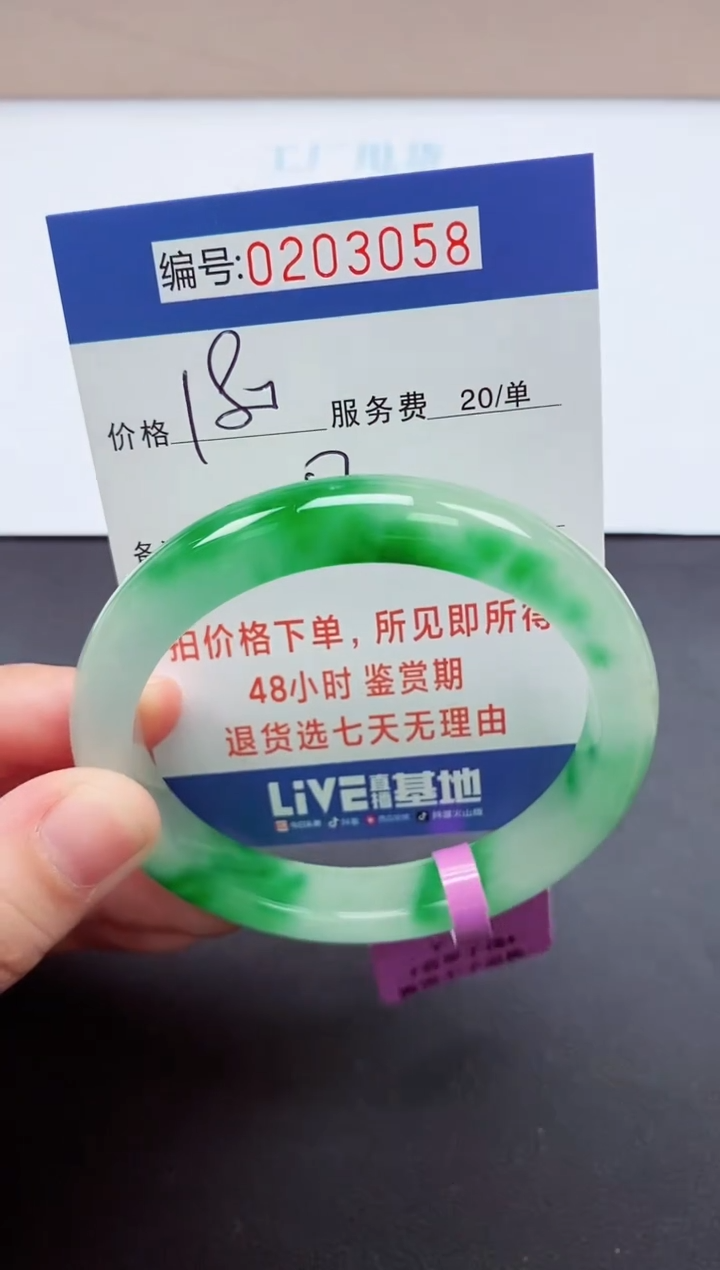 编号:0203058
价格 服务费 20/单
拍价格下单，所见即所得
48小时 鉴赏期
退货选七天无理由
LiVE直播基地